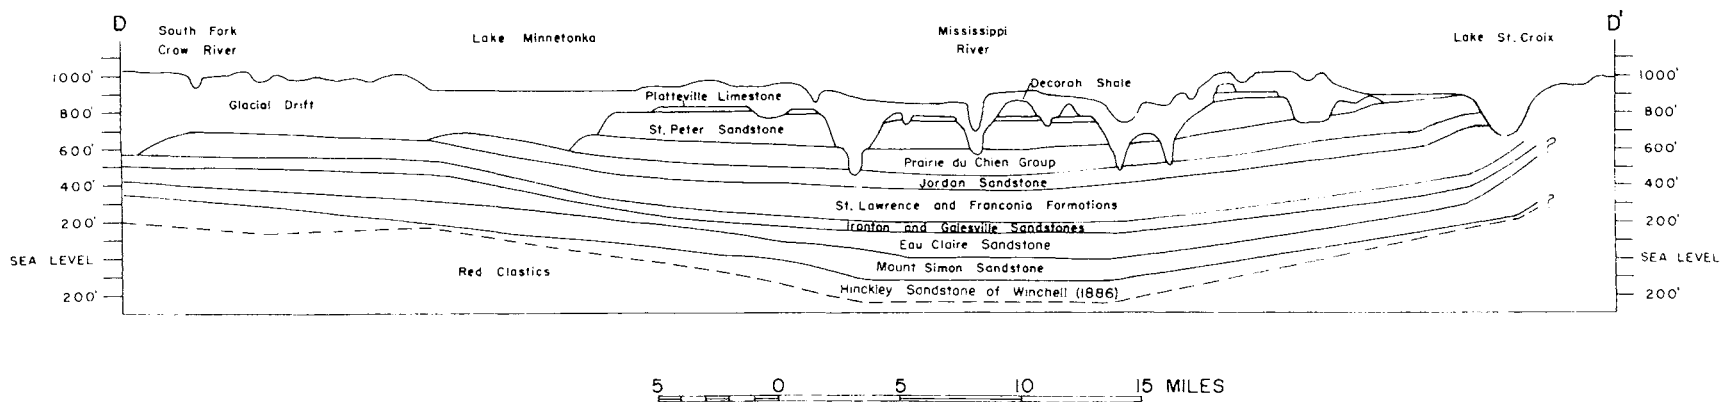 D
D'
South Fork
Crow River
Lake Minnetonka
Mississippi
River
Lake St. Croix
1000'
800'
600'
400'
200'
SEA LEVEL
200'
Glacial Drift
Platteville Limestone
Decorah Shale
St. Peter Sandstone
Prairie du Chien Group
Jordan Sandstone
St. Lawrence and Franconia Formations
Ironton and Galesville Sandstones
Eau Claire Sandstone
Mount Simon Sandstone
Red Clastics
Hinckley Sandstone of Winchell (1886)
?
?
1000'
800'
600'
400'
200'
SEA LEVEL
200'
5 0 5 10 15 MILES